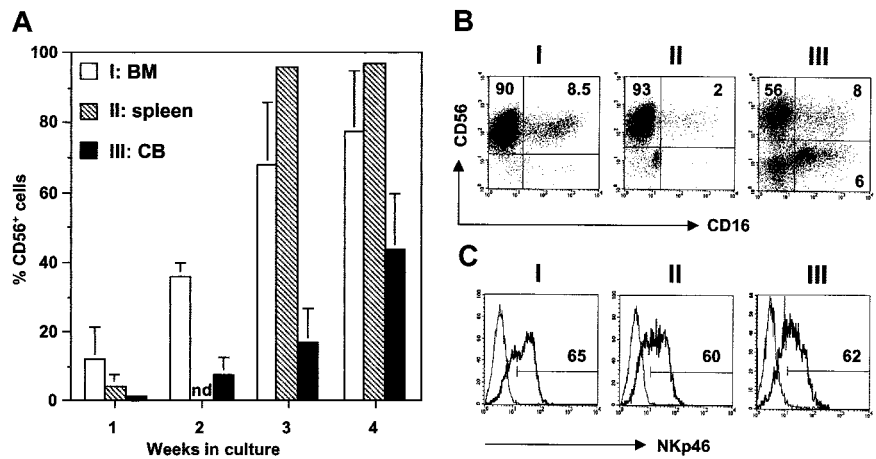 A
I: BM
II: spleen
III: CB
% CD56+ cells
100
80
60
40
20
0
nd
1 2 3 4
Weeks in culture
B
I II III
90 8.5
93 2
56 8
6
CD56
CD16
C
I II III
65
60
62
NKp46